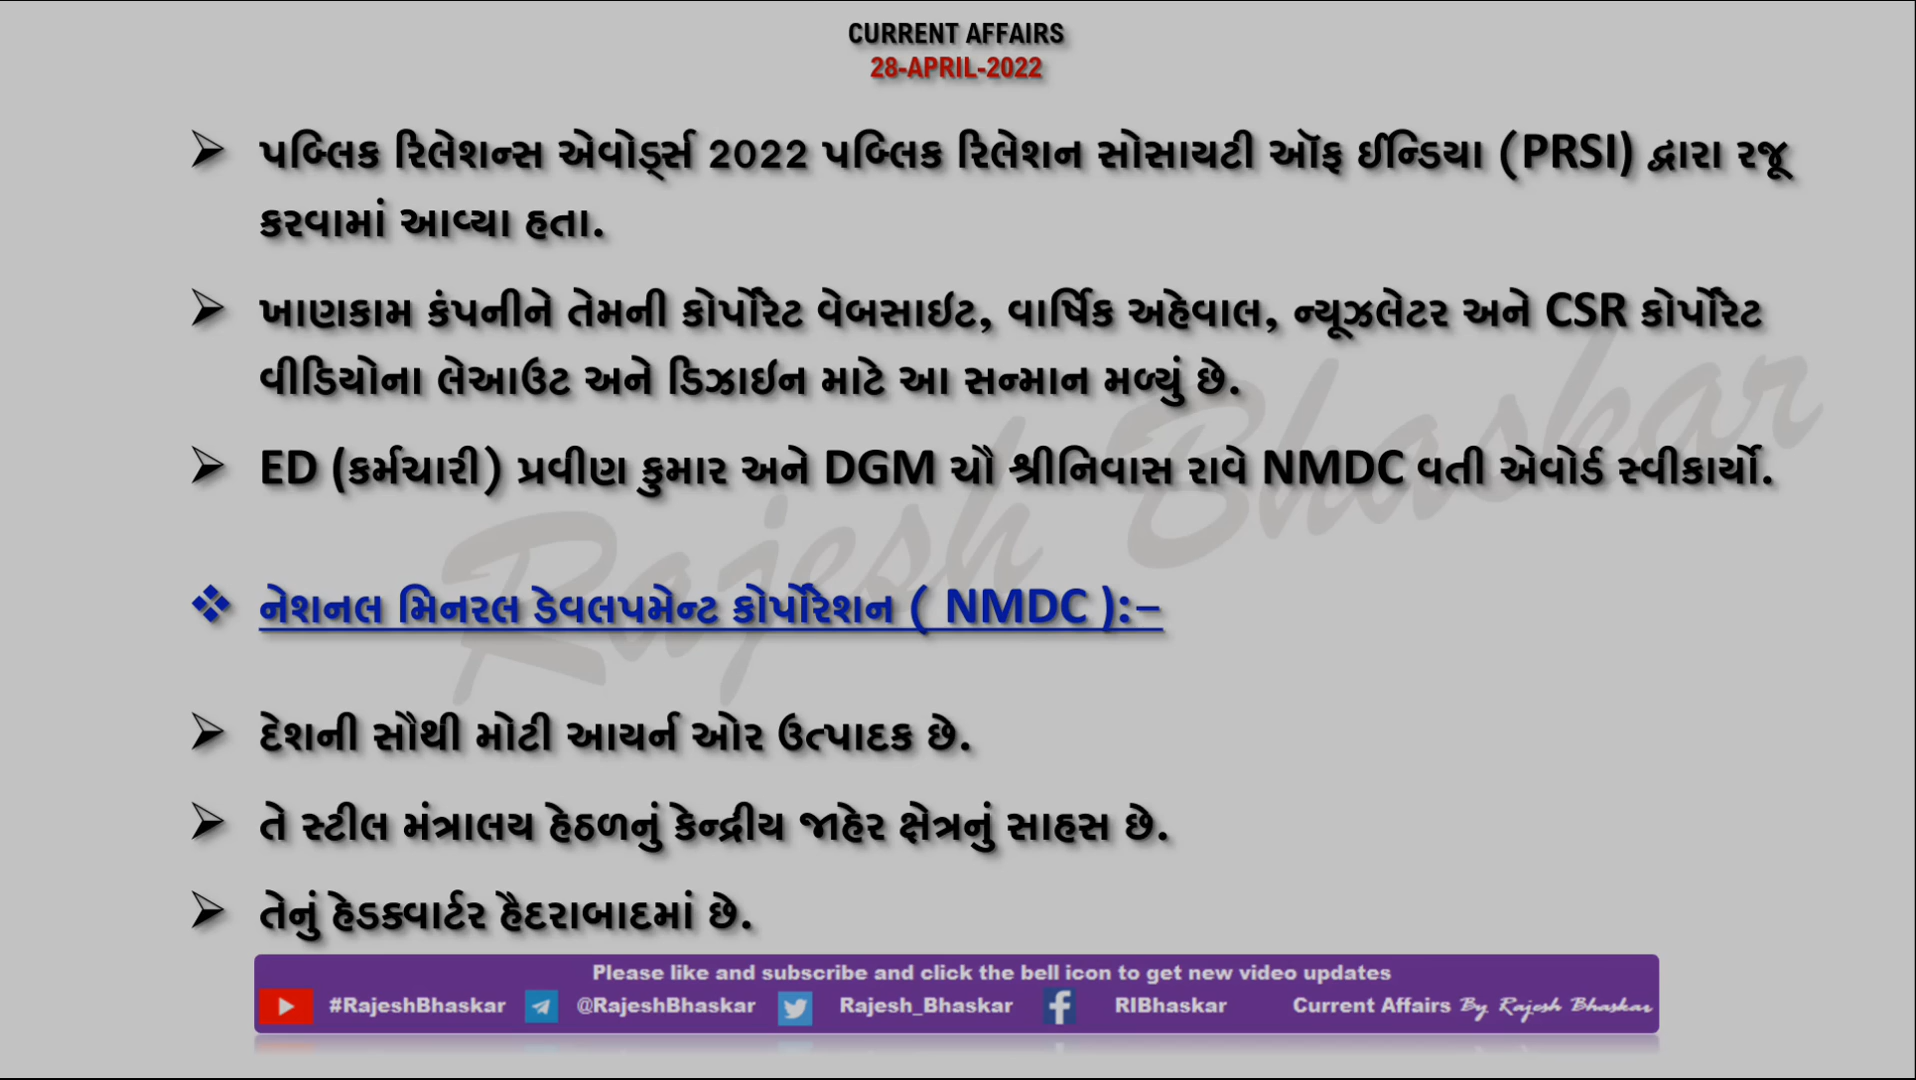 CURRENT AFFAIRS
28-APRIL-2022
પબ્લિક રિલેશન્સ એવોર્ડ્સ 2022 પબ્લિક રિલેશન સોસાયટી ઑફ ઈન્ડિયા (PRSI) દ્વારા રજૂ
કરવામાં આવ્યા હતા.
ખાણકામ કંપનીને તેમની કોર્પોરેટ વેબસાઇટ, વાર્ષિક અહેવાલ, ન્યૂઝલેટર અને CSR કોર્પોરેટ
વીડિયોના લેઆઉટ અને ડિઝાઇન માટે આ સન્માન મળ્યું છે.
ED (કર્મચારી) પ્રવીણ કુમાર અને DGM ચૌ શ્રીનિવાસ રાવે NMDC વતી એવોર્ડ સ્વીકાર્યો.
Rajesh Bhaskar
નેશનલ મિનરલ ડેવલપમેન્ટ કોર્પોરેશન ( NMDC ):–
દેશની સૌથી મોટી આયર્ન ઓર ઉત્પાદક છે.
તે સ્ટીલ મંત્રાલય હેઠળનું કેન્દ્રીય જાહેર ક્ષેત્રનું સાહસ છે.
તેનું હેડક્વાર્ટર હૈદરાબાદમાં છે.
Please like and subscribe and click the bell icon to get new video updates
#RajeshBhaskar @RajeshBhaskar Rajesh_Bhaskar RIBhaskar Current Affairs By Rajesh Bhaskar